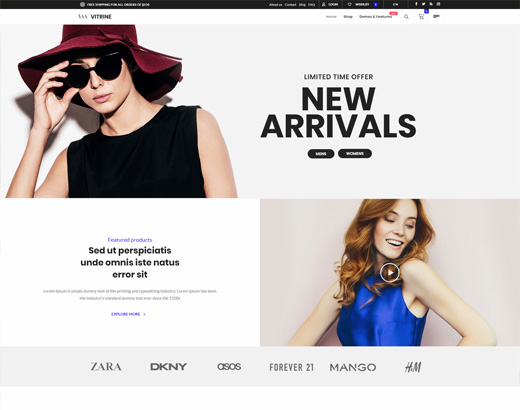 FREE SHIPPING FOR ALL ORDERS OF $150
About us Contact Blog FAQ
LOGIN
WISHLIST
EN
VITRINE
Home Shop Demos & Features
LIMITED TIME OFFER
NEW
ARRIVALS
MENS WOMENS
Featured products
Sed ut perspiciatis
unde omnis iste natus
error sit
Lorem Ipsum is simply dummy text of the printing and typesetting industry. Lorem Ipsum has been
the industry's standard dummy text ever since the 1500s
EXPLORE MORE >
ZARA DKNY asos FOREVER 21 MANGO H&M